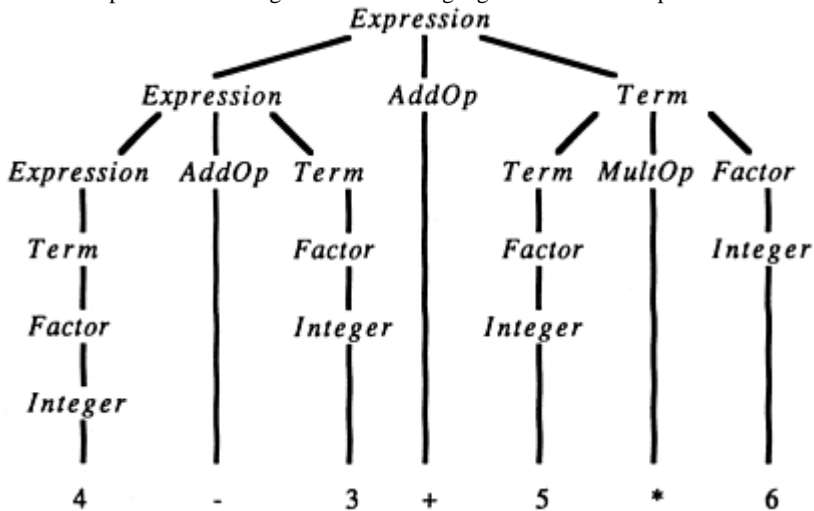 Expression
Expression AddOp Term
Expression AddOp Term Term MultOp Factor
Term Factor Factor Integer
Factor Integer Integer
Integer
4 - 3 + 5 * 6